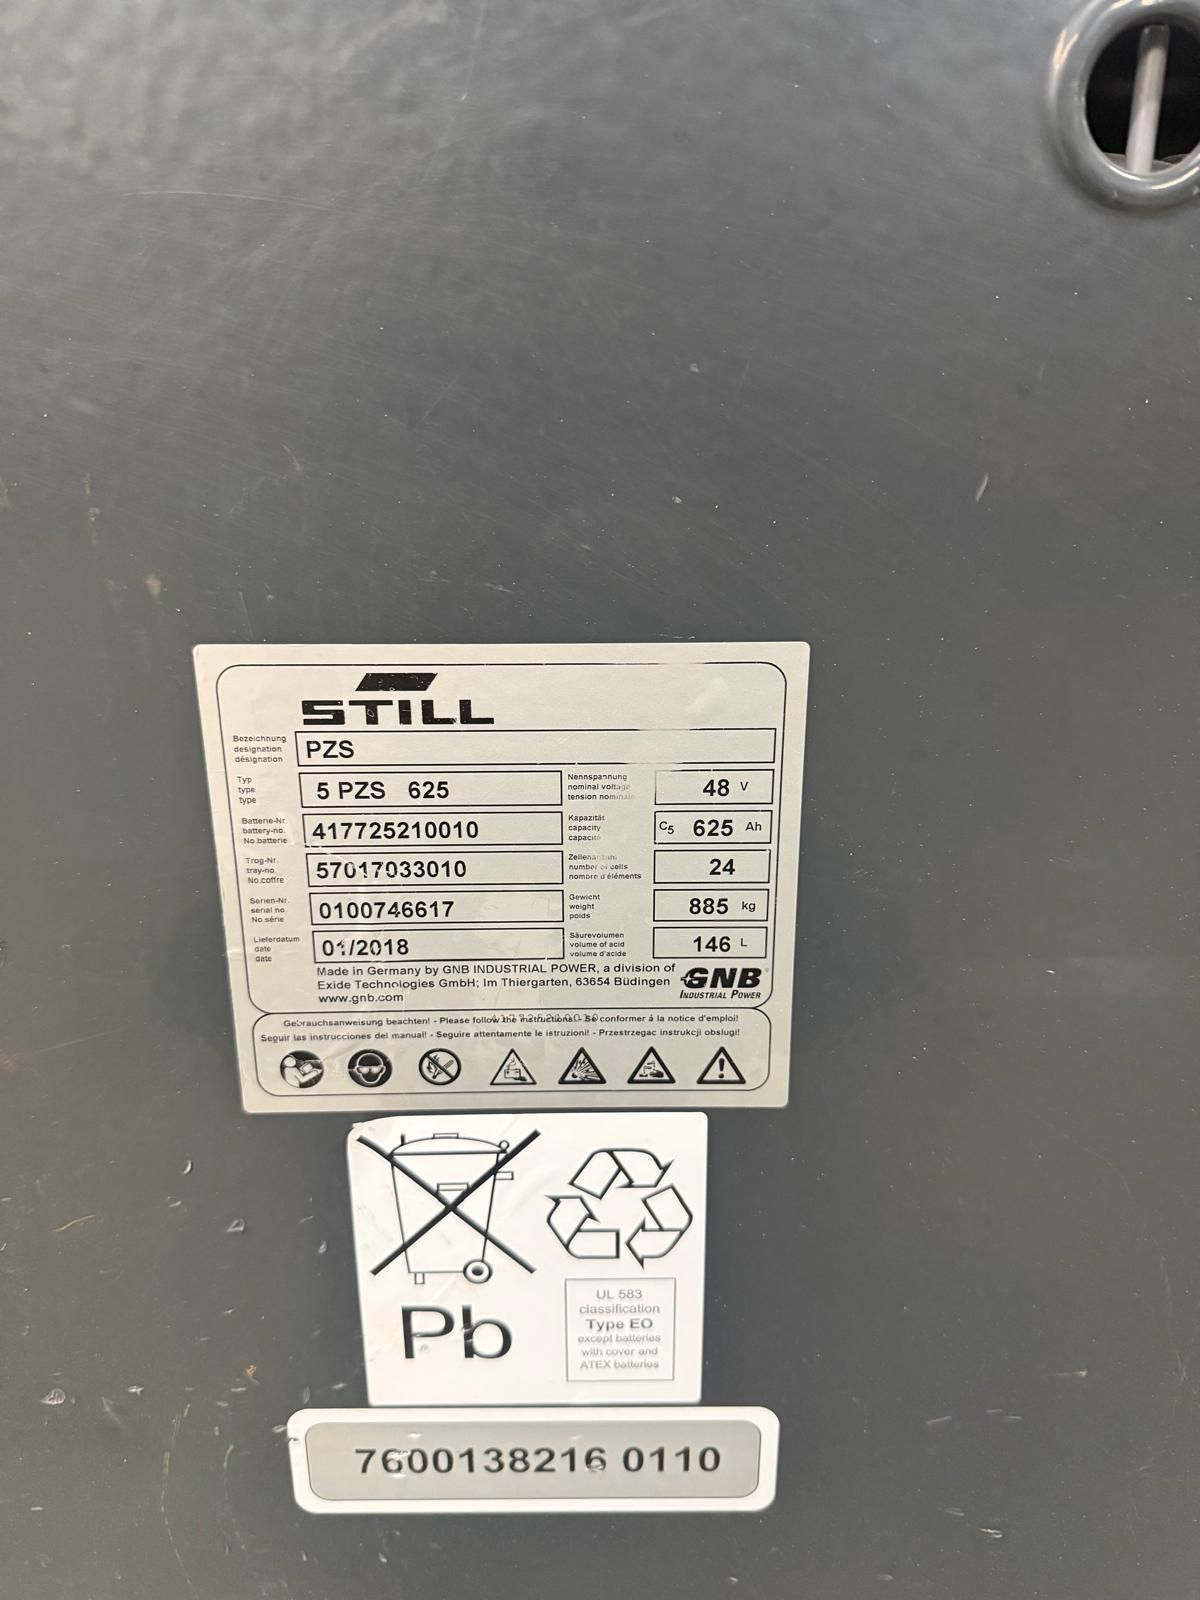 STILL
Bezeichnung
designation
désignation
PZS
Typ
type
type
5 PZS 625
Nennspannung
nominal voltage
tension nominale
48 V
Batterie-Nr.
battery-no.
No.batterie
417725210010
Kapazität
capacity
capacité
C5 625 Ah
Trog-Nr.
tray-no.
No.coffre
57017033010
Zellenanzahl
number of cells
nombre d'éléments
24
Serien-Nr.
serial no.
No.série
0100746617
Gewicht
weight
poids
885 kg
Lieferdatum
date
date
01/2018
Säurevolumen
volume of acid
volume d'acide
146 L
Made in Germany by GNB INDUSTRIAL POWER, a division of
Exide Technologies GmbH; Im Thiergarten, 63654 Büdingen
www.gnb.com
GNB
INDUSTRIAL POWER
Gebrauchsanweisung beachten! - Please follow the instructions! - Se conformer á la notice d'emploi!
Seguir las instrucciones del manual! - Seguire attentamente le istruzioni! - Przestrzegac instrukcji obslugi!
Pb
UL 583
classification
Type EO
except batteries
with cover and
ATEX batteries
7600138216 0110